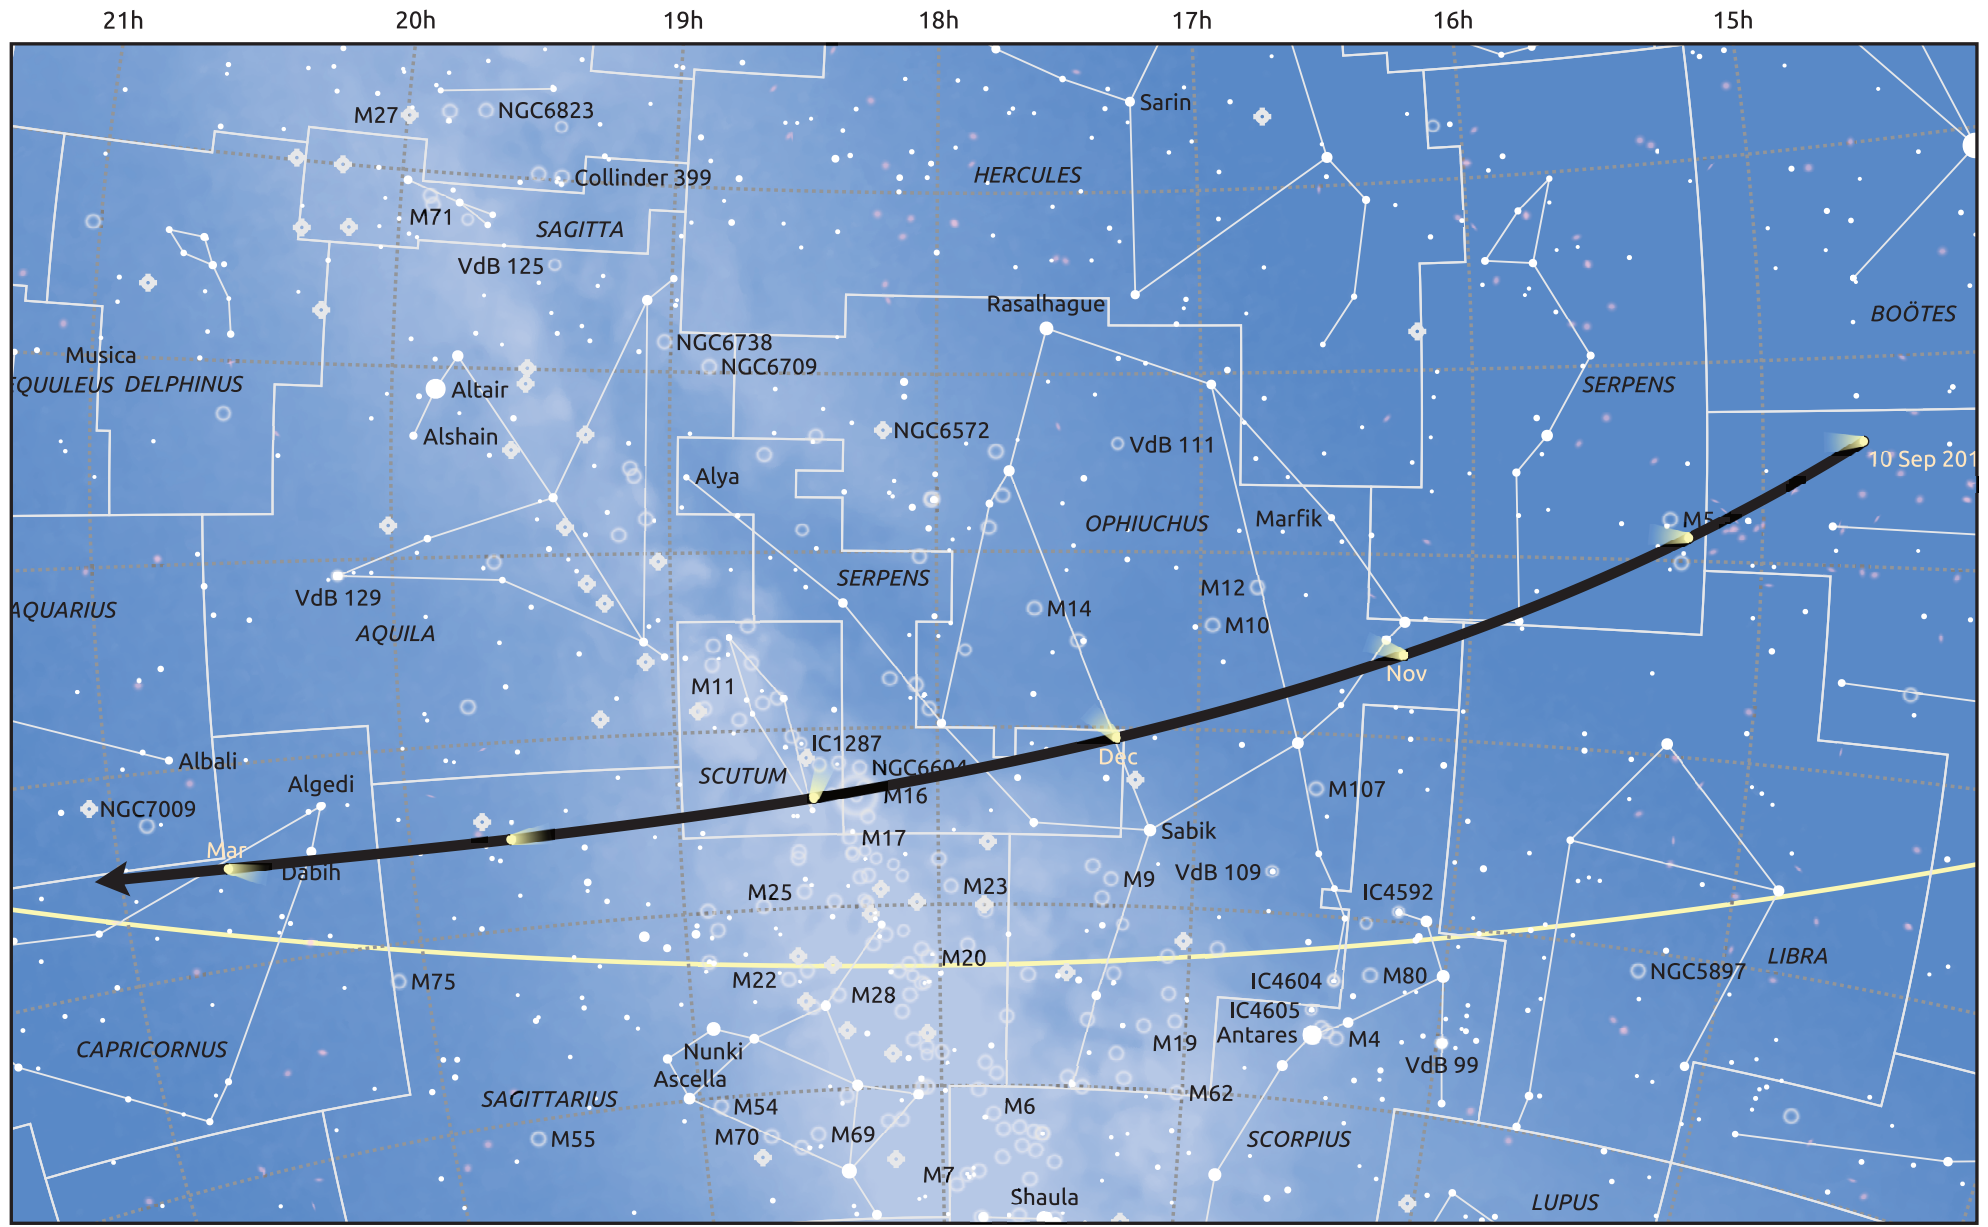 21h 20h 19h 18h 17h 16h 15h
M27
NGC6823
Sarin
Collinder 399
HERCULES
M71
SAGITTA
VdB 125
Rasalhague
BOÖTES
NGC6738
Musica
NGC6709
EQUULEUS DELPHINUS
SERPENS
Altair
Alshain
NGC6572
VdB 111
10 Sep 201
Alya
OPHIUCHUS
Marfik
M5
SERPENS
M12
VdB 129
AQUARIUS
M14
M10
AQUILA
Nov
M11
IC1287
Dec
Albali
NGC6604
SCUTUM
Algedi
M16
M107
NGC7009
M17
Sabik
Mar
Dabih
VdB 109
M9
M25
M23
IC4592
M20
LIBRA
NGC5897
M75
M22
IC4604
M80
M28
IC4605
Antares
M4
M19
CAPRICORNUS
Nunki
VdB 99
Ascella
M62
SAGITTARIUS
M54
M6
M55
M70
M69
SCORPIUS
M7
Shaula
LUPUS